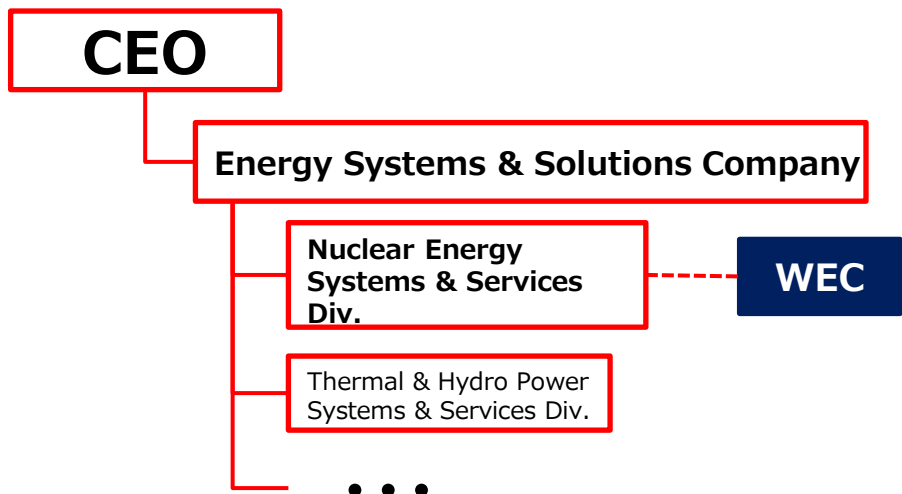 CEO
Energy Systems & Solutions Company
Nuclear Energy
Systems & Services
Div.
WEC
Thermal & Hydro Power
Systems & Services Div.
• • •